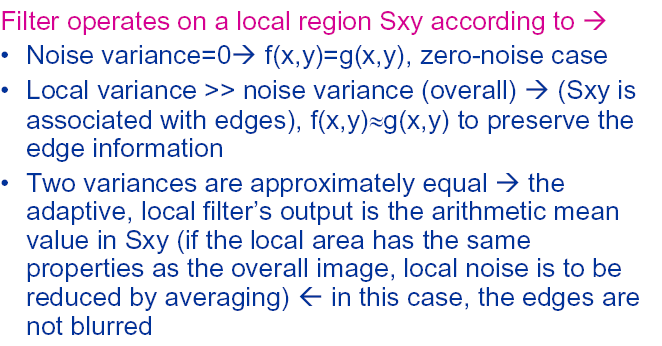 Filter operates on a local region Sxy according to →
• Noise variance=0→ f(x,y)=g(x,y), zero-noise case
• Local variance >> noise variance (overall) → (Sxy is
associated with edges), f(x,y)≈g(x,y) to preserve the
edge information
• Two variances are approximately equal → the
adaptive, local filter's output is the arithmetic mean
value in Sxy (if the local area has the same
properties as the overall image, local noise is to be
reduced by averaging) ← in this case, the edges are
not blurred